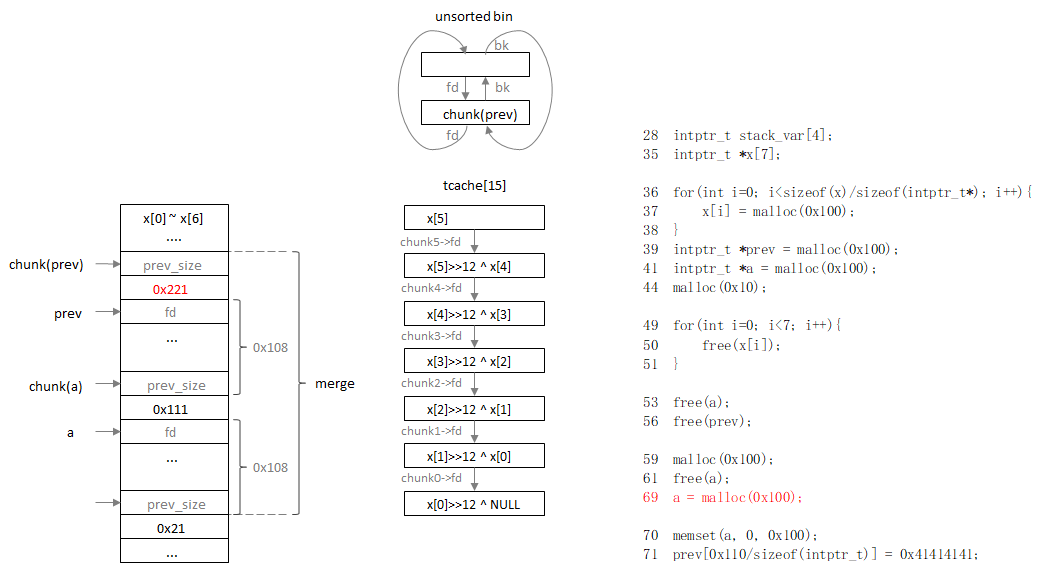 unsorted bin
bk
fd
bk
chunk(prev)
fd
tcache[15]
x[5]
chunk5->fd
x[5]>>12 ^ x[4]
chunk4->fd
x[4]>>12 ^ x[3]
chunk3->fd
x[3]>>12 ^ x[2]
chunk2->fd
x[2]>>12 ^ x[1]
chunk1->fd
x[1]>>12 ^ x[0]
chunk0->fd
x[0]>>12 ^ NULL
x[0] ~ x[6]
....
chunk(prev)
prev_size
0x221
prev
fd
...
0x108
chunk(a)
prev_size
merge
0x111
a
fd
...
0x108
prev_size
0x21
...
28 intptr_t stack_var[4];
35 intptr_t *x[7];
36 for(int i=0; i<sizeof(x)/sizeof(intptr_t*); i++){
37 x[i] = malloc(0x100);
38 }
39 intptr_t *prev = malloc(0x100);
41 intptr_t *a = malloc(0x100);
44 malloc(0x10);
49 for(int i=0; i<7; i++){
50 free(x[i]);
51 }
53 free(a);
56 free(prev);
59 malloc(0x100);
61 free(a);
69 a = malloc(0x100);
70 memset(a, 0, 0x100);
71 prev[0x110/sizeof(intptr_t)] = 0x41414141;